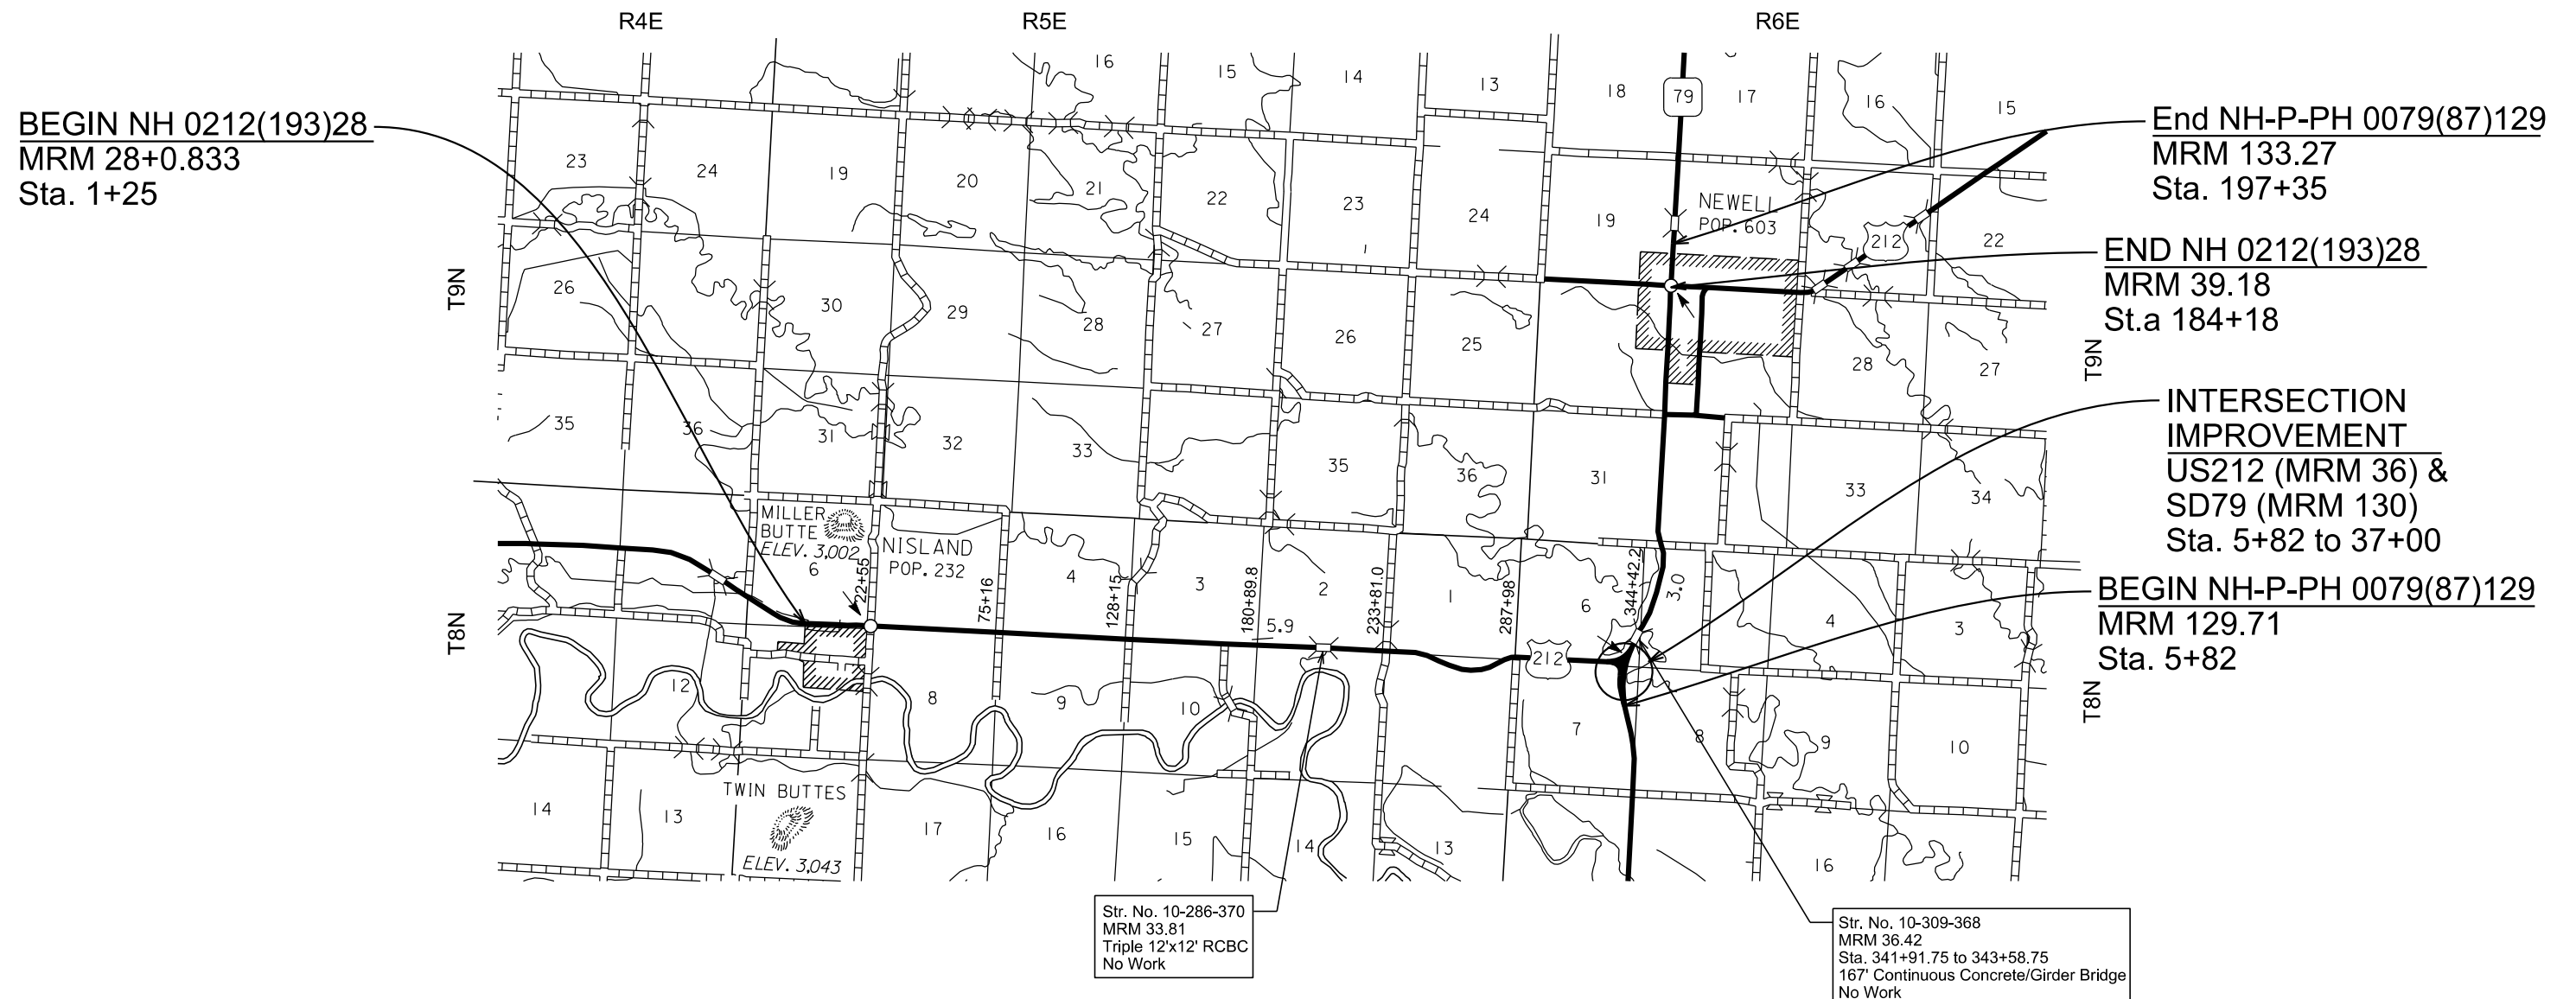 R4E
R5E
R6E
BEGIN NH 0212(193)28
MRM 28+0.833
Sta. 1+25
End NH-P-PH 0079(87)129
MRM 133.27
Sta. 197+35
END NH 0212(193)28
MRM 39.18
St.a 184+18
INTERSECTION
IMPROVEMENT
US212 (MRM 36) &
SD79 (MRM 130)
Sta. 5+82 to 37+00
BEGIN NH-P-PH 0079(87)129
MRM 129.71
Sta. 5+82
T9N
T8N
T9N
T8N
16
15
14
13
18
79
17
16
15
23
24
19
20
21
22
23
24
19
NEWELL
POP. 603
212
22
26
30
29
28
27
26
25
28
27
35
36
31
32
33
35
36
31
33
34
MILLER
BUTTE
ELEV. 3,002
NISLAND
POP. 232
6
4
3
2
1
6
4
3
22+55
75+16
128+15
180+89.8
233+81.0
287+98
344+42.2
3.0
5.9
212
12
8
9
10
7
8
9
10
TWIN BUTTES
ELEV. 3,043
14
13
17
16
15
14
13
16
Str. No. 10-286-370
MRM 33.81
Triple 12'x12' RCBC
No Work
Str. No. 10-309-368
MRM 36.42
Sta. 341+91.75 to 343+58.75
167' Continuous Concrete/Girder Bridge
No Work